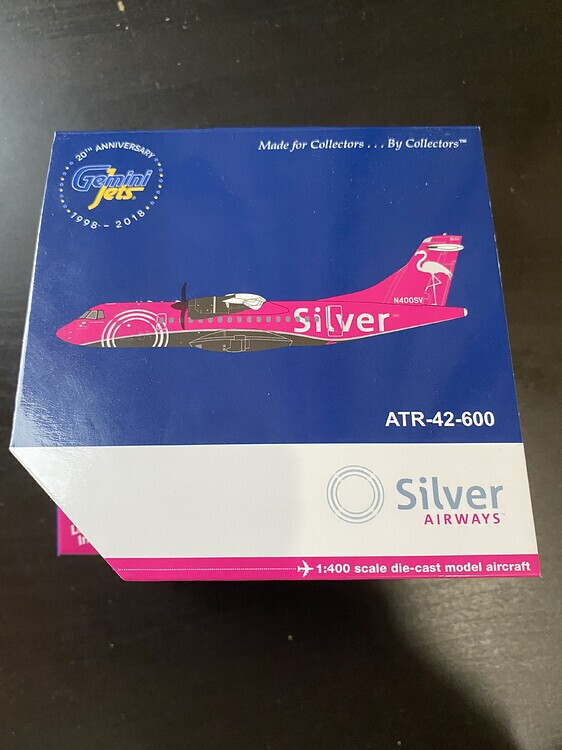 20TH ANNIVERSARY
Gemini
Jets
1998 - 2018
Made for Collectors . . . By Collectors™
N400SV
Silver
ATR-42-600
Silver
AIRWAYS™
1:400 scale die-cast model aircraft